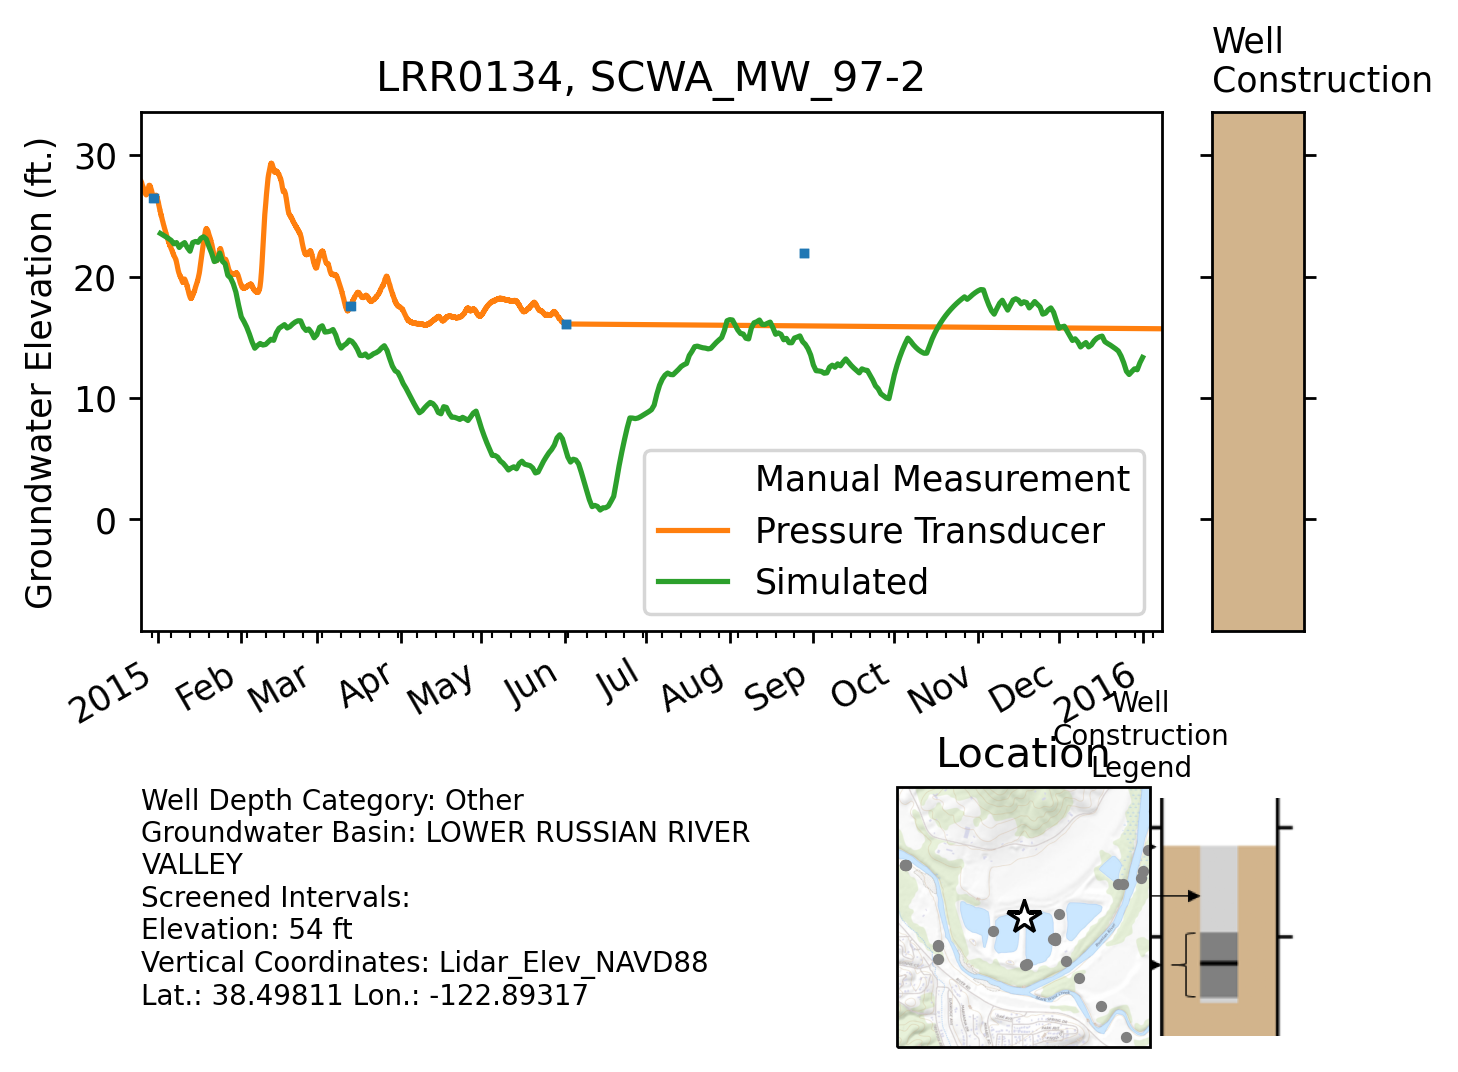 Well
Construction
LRR0134, SCWA_MW_97-2
Groundwater Elevation (ft.)
30
20
10
0
Manual Measurement
Pressure Transducer
Simulated
2015
Feb
Mar
Apr
May
Jun
Jul
Aug
Sep
Oct
Nov
Dec
2016
Well
Construction
Legend
Location
Well Depth Category: Other
Groundwater Basin: LOWER RUSSIAN RIVER
VALLEY
Screened Intervals:
Elevation: 54 ft
Vertical Coordinates: Lidar_Elev_NAVD88
Lat.: 38.49811 Lon.: -122.89317